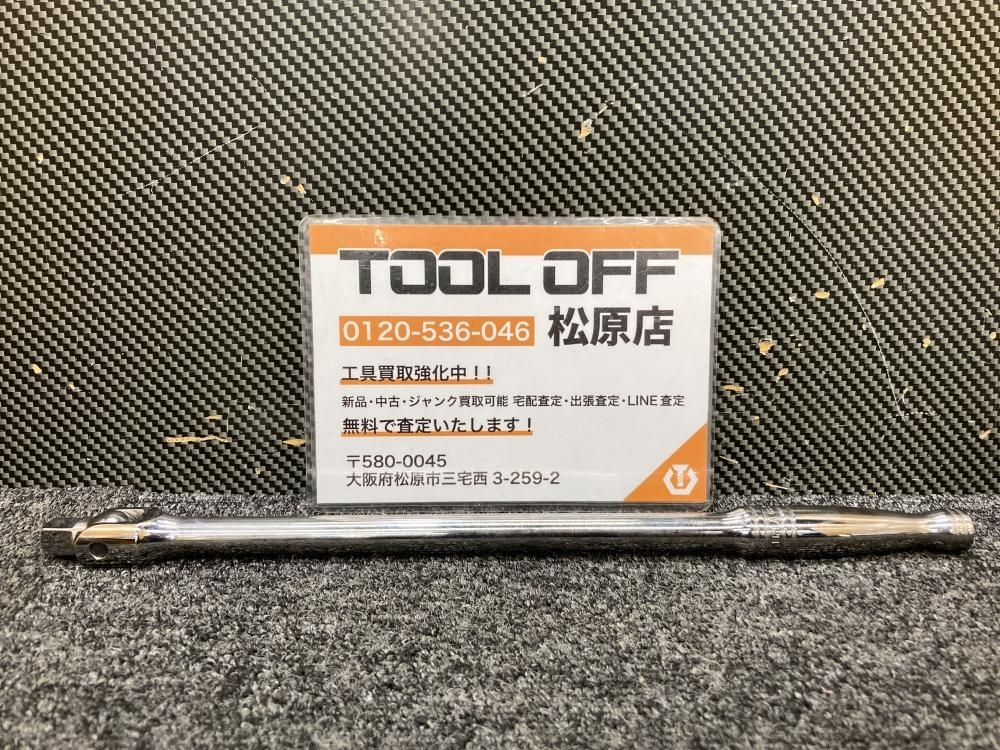 TOOL OFF
0120-536-046 松原店
工具買取強化中!!
新品・中古・ジャンク買取可能 宅配査定・出張査定・LINE査定
無料で査定いたします!
〒580-0045
大阪府松原市三宅西 3-259-2